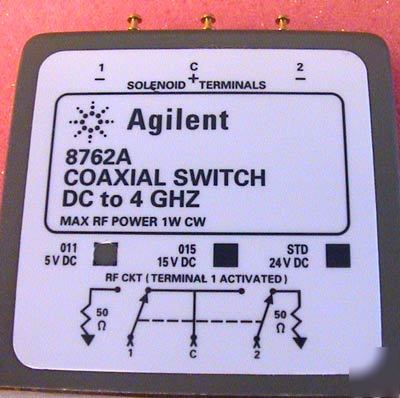 1 C 2
− + −
SOLENOID TERMINALS
Agilent
8762A
COAXIAL SWITCH
DC to 4 GHZ
MAX RF POWER 1W CW
011 015 STD
5 V DC 15 V DC 24 V DC
RF CKT (TERMINAL 1 ACTIVATED)
50 Ω 50 Ω
1 C 2